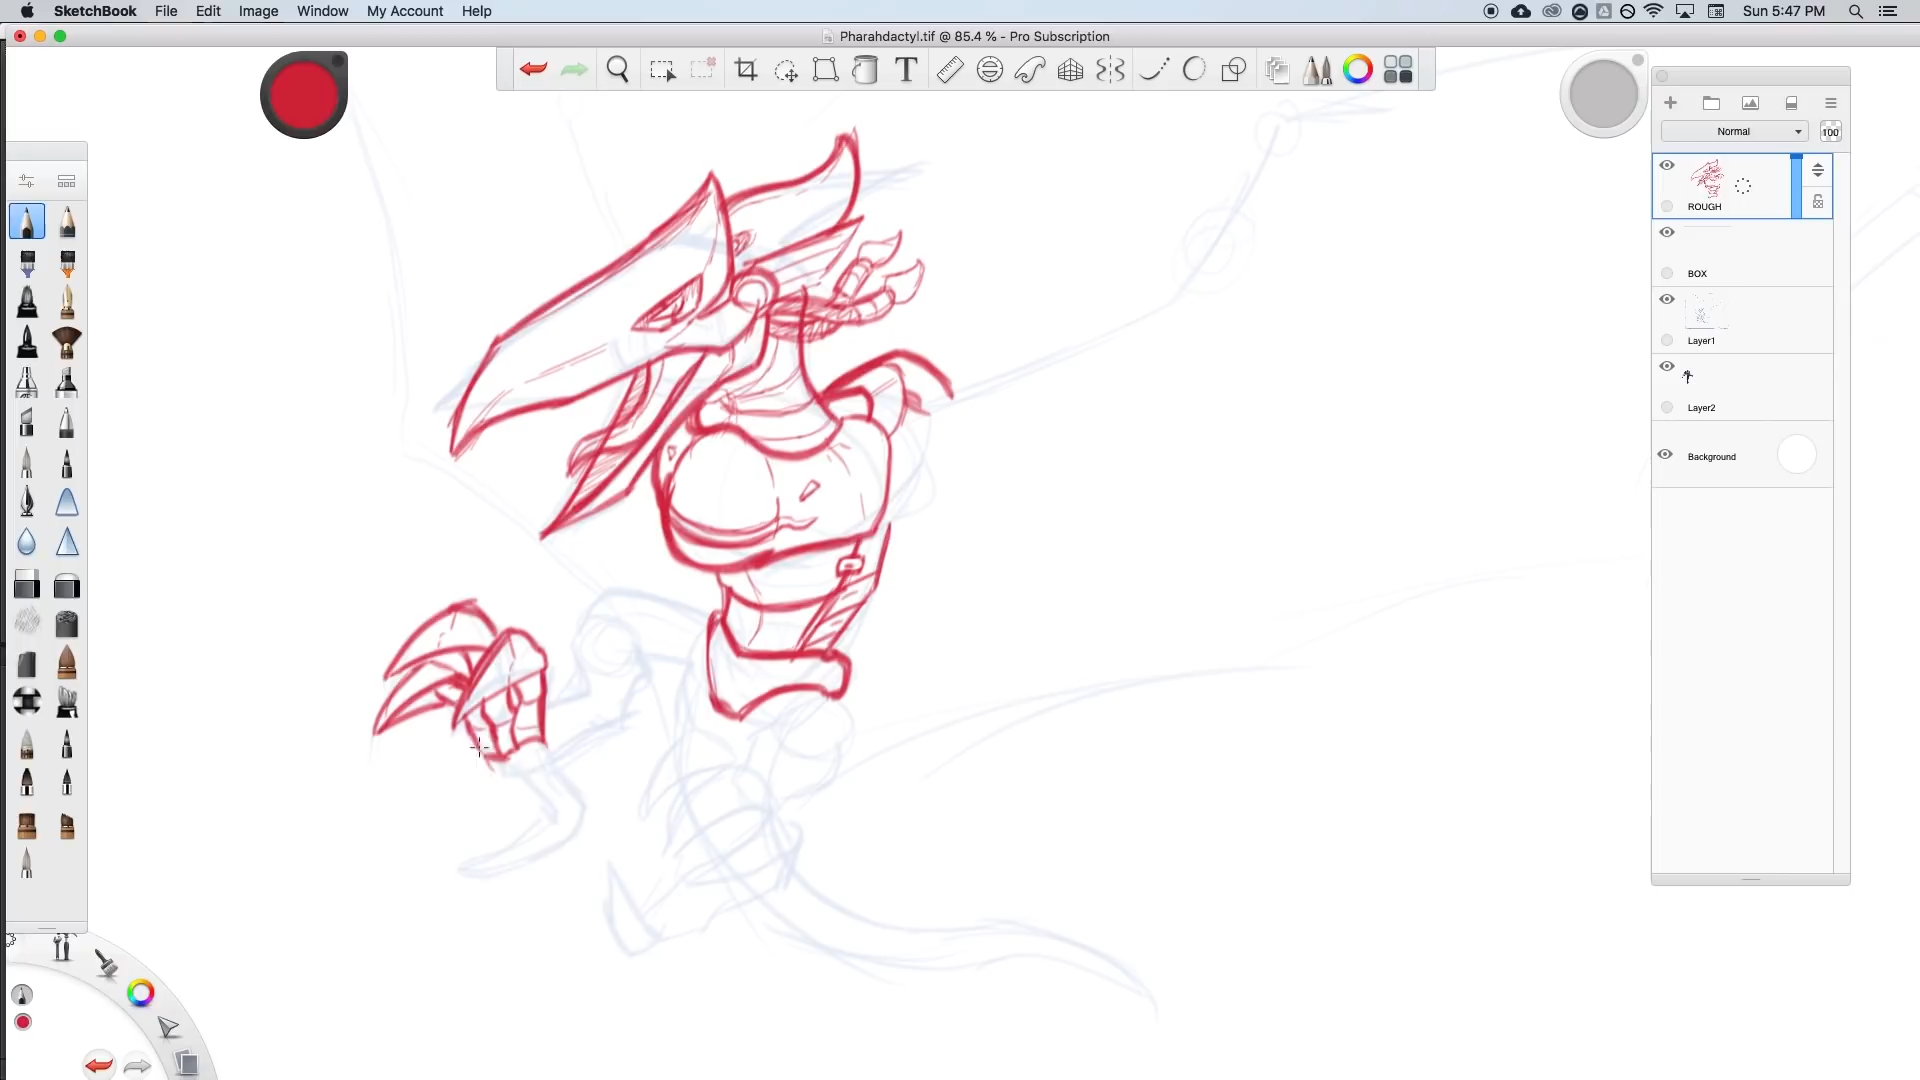 SketchBook File Edit Image Window My Account Help Sun 5:47 PM
Pharahdactyl.tif @ 85.4 % - Pro Subscription
T
Normal 100
ROUGH
BOX
Layer1
Layer2
Background